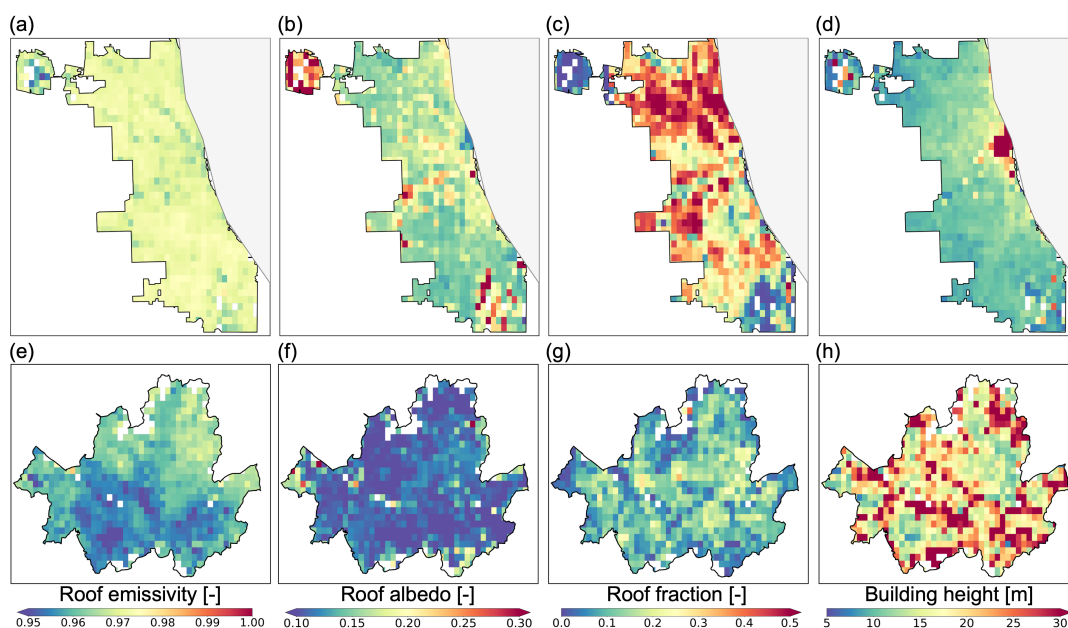 (a) (b) (c) (d)
(e) (f) (g) (h)
Roof emissivity [-] Roof albedo [-] Roof fraction [-] Building height [m]
0.95 0.96 0.97 0.98 0.99 1.00 0.10 0.15 0.20 0.25 0.30 0.0 0.1 0.2 0.3 0.4 0.5 5 10 15 20 25 30